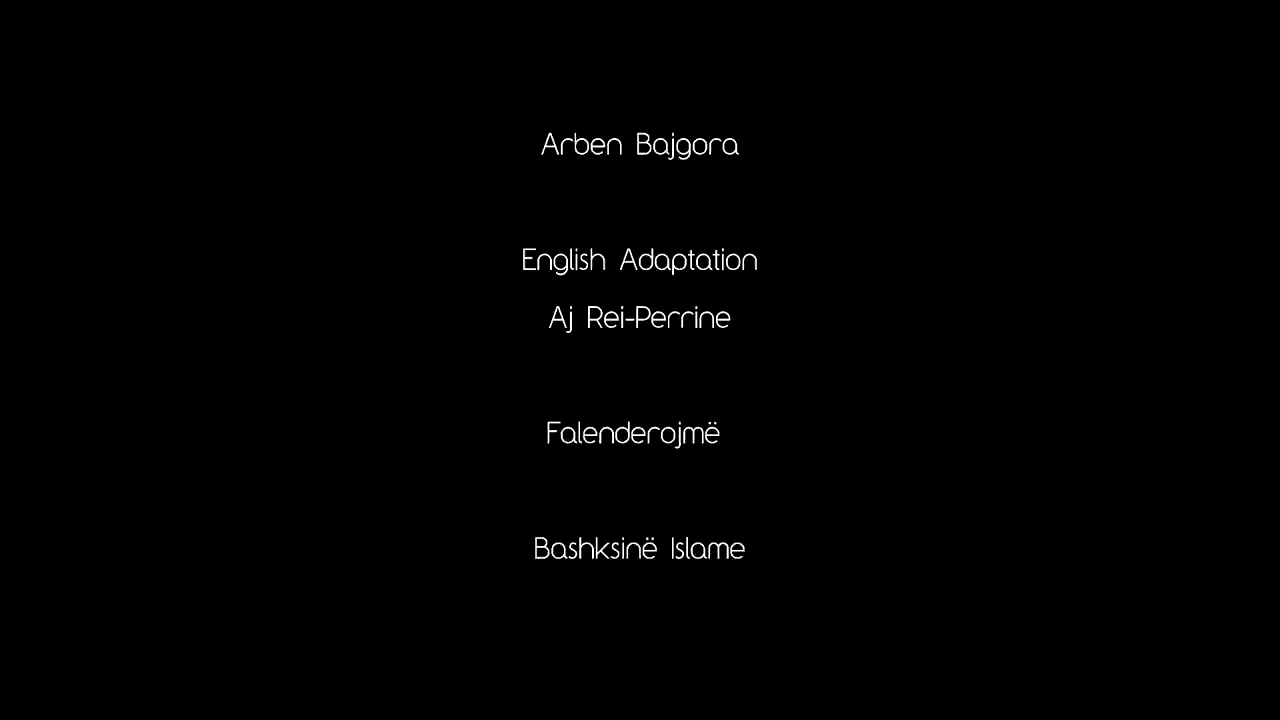 Arben Bajgora
English Adaptation
Aj Rei-Perrine
Falenderojmë
Bashksinë Islame